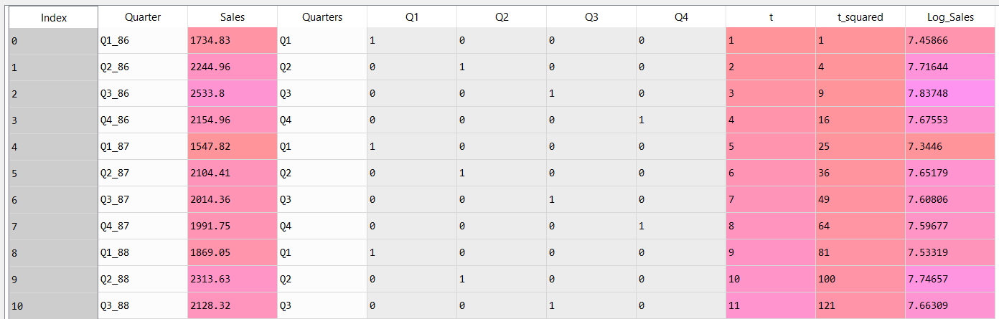 Index Quarter Sales Quarters Q1 Q2 Q3 Q4 t t_squared Log_Sales
0 Q1_86 1734.83 Q1 1 0 0 0 1 1 7.45866
1 Q2_86 2244.96 Q2 0 1 0 0 2 4 7.71644
2 Q3_86 2533.8 Q3 0 0 1 0 3 9 7.83748
3 Q4_86 2154.96 Q4 0 0 0 1 4 16 7.67553
4 Q1_87 1547.82 Q1 1 0 0 0 5 25 7.3446
5 Q2_87 2104.41 Q2 0 1 0 0 6 36 7.65179
6 Q3_87 2014.36 Q3 0 0 1 0 7 49 7.60806
7 Q4_87 1991.75 Q4 0 0 0 1 8 64 7.59677
8 Q1_88 1869.05 Q1 1 0 0 0 9 81 7.53319
9 Q2_88 2313.63 Q2 0 1 0 0 10 100 7.74657
10 Q3_88 2128.32 Q3 0 0 1 0 11 121 7.66309